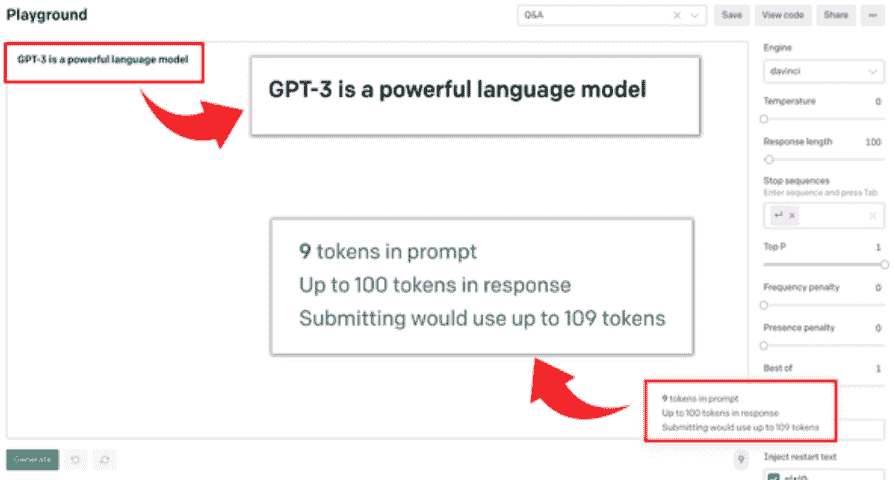 Playground
Q&A
Save
View code
Share
GPT-3 is a powerful language model
GPT-3 is a powerful language model
9 tokens in prompt
Up to 100 tokens in response
Submitting would use up to 109 tokens
9 tokens in prompt
Up to 100 tokens in response
Submitting would use up to 109 tokens
Generate
9
Engine
davinci
Temperature 0
Response length 100
Stop sequences
Enter sequence and press Tab
Top P 1
Frequency penalty 0
Presence penalty 0
Best of 1
Inject restart text